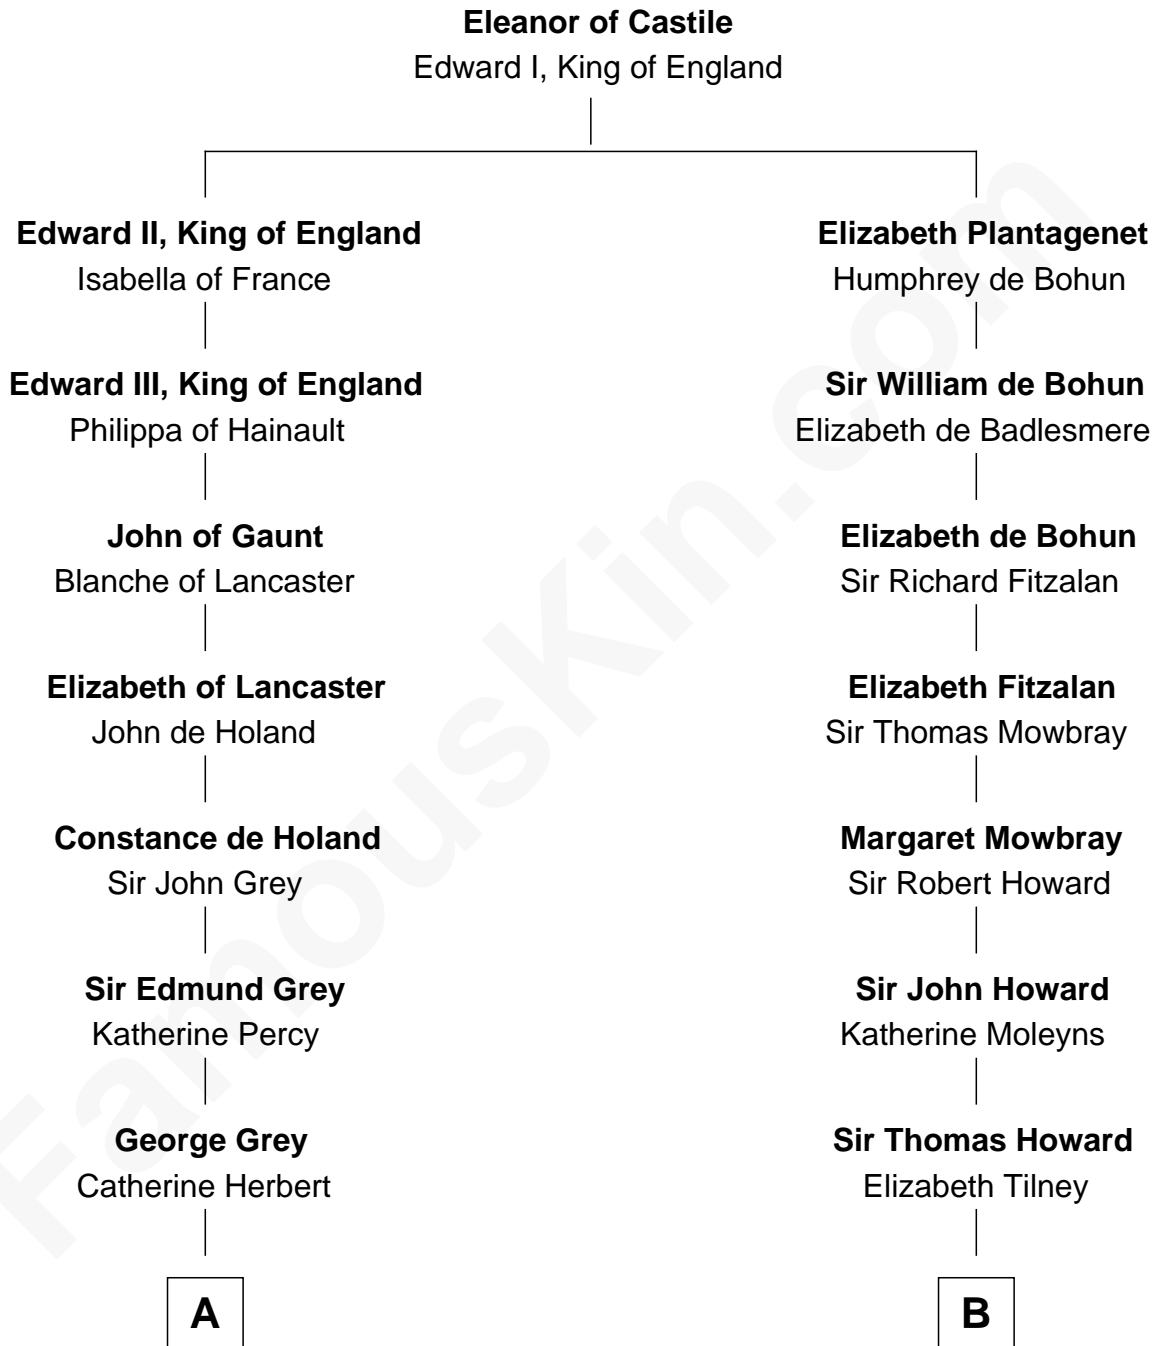 Eleanor of Castile
Edward I, King of England
Edward II, King of England
Isabella of France
Edward III, King of England
Philippa of Hainault
John of Gaunt
Blanche of Lancaster
Elizabeth of Lancaster
John de Holand
Constance de Holand
Sir John Grey
Sir Edmund Grey
Katherine Percy
George Grey
Catherine Herbert
A
Elizabeth Plantagenet
Humphrey de Bohun
Sir William de Bohun
Elizabeth de Badlesmere
Elizabeth de Bohun
Sir Richard Fitzalan
Elizabeth Fitzalan
Sir Thomas Mowbray
Margaret Mowbray
Sir Robert Howard
Sir John Howard
Katherine Moleyns
Sir Thomas Howard
Elizabeth Tilney
B
FamousKin.com